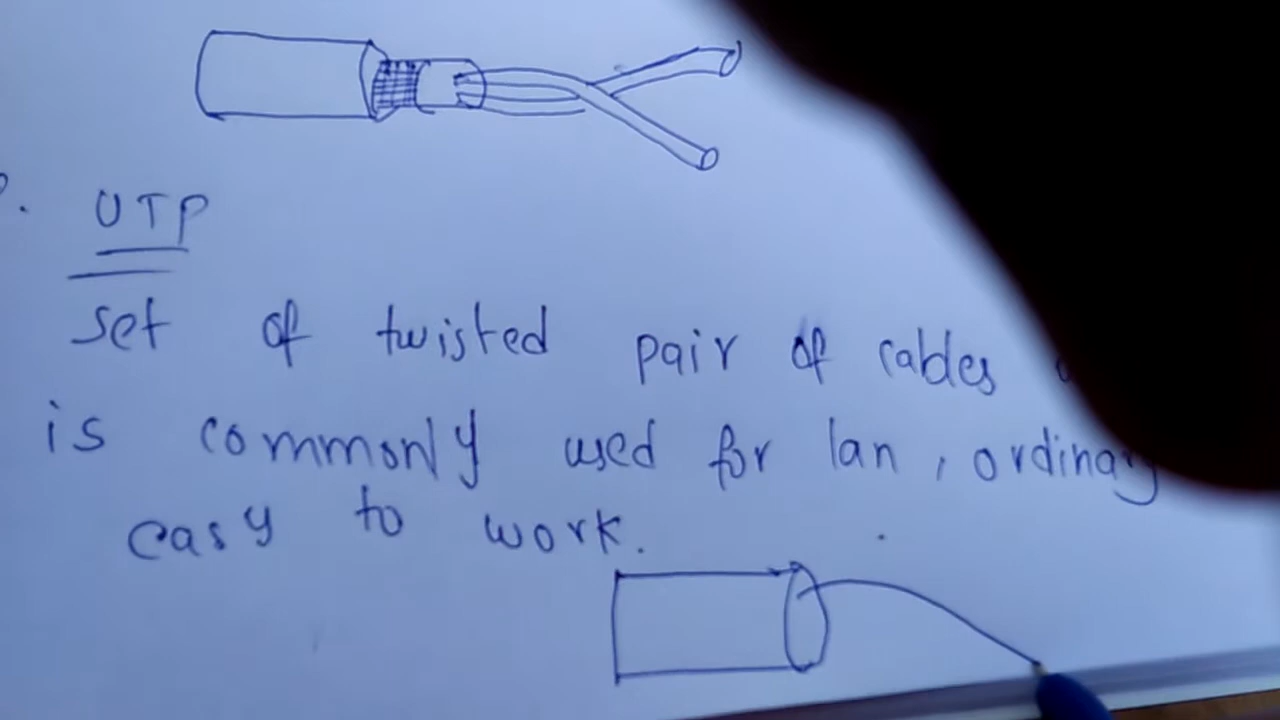 UTP
set of twisted pair of cables
is commonly used for lan, ordinary
easy to work.